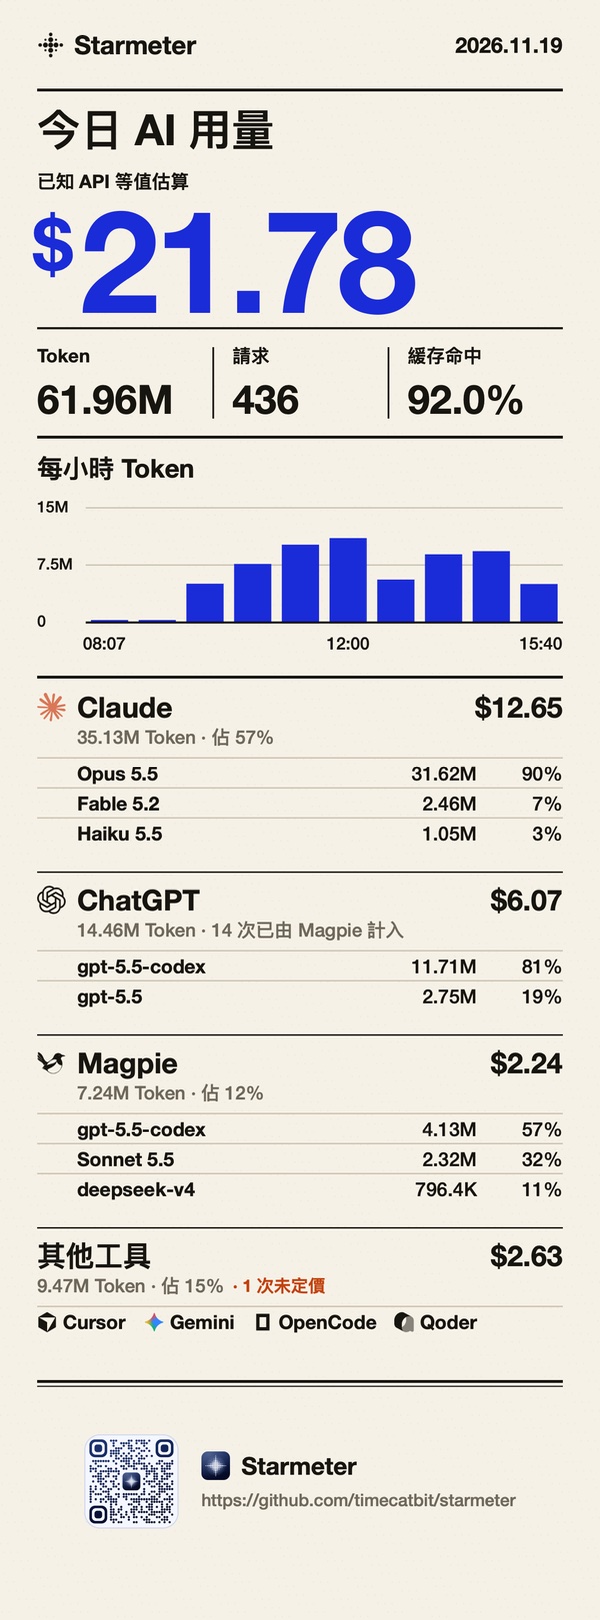 Starmeter
2026.11.19
今日 AI 用量
已知 API 等值估算
$21.78
Token
請求
緩存命中
61.96M
436
92.0%
每小時 Token
15M
7.5M
0
08:07
12:00
15:40
Claude
$12.65
35.13M Token · 佔 57%
Opus 5.5 31.62M 90%
Fable 5.2 2.46M 7%
Haiku 5.5 1.05M 3%
ChatGPT
$6.07
14.46M Token · 14 次已由 Magpie 計入
gpt-5.5-codex 11.71M 81%
gpt-5.5 2.75M 19%
Magpie
$2.24
7.24M Token · 佔 12%
gpt-5.5-codex 4.13M 57%
Sonnet 5.5 2.32M 32%
deepseek-v4 796.4K 11%
其他工具
$2.63
9.47M Token · 佔 15% · 1 次未定價
Cursor Gemini OpenCode Qoder
Starmeter
https://github.com/timecatbit/starmeter